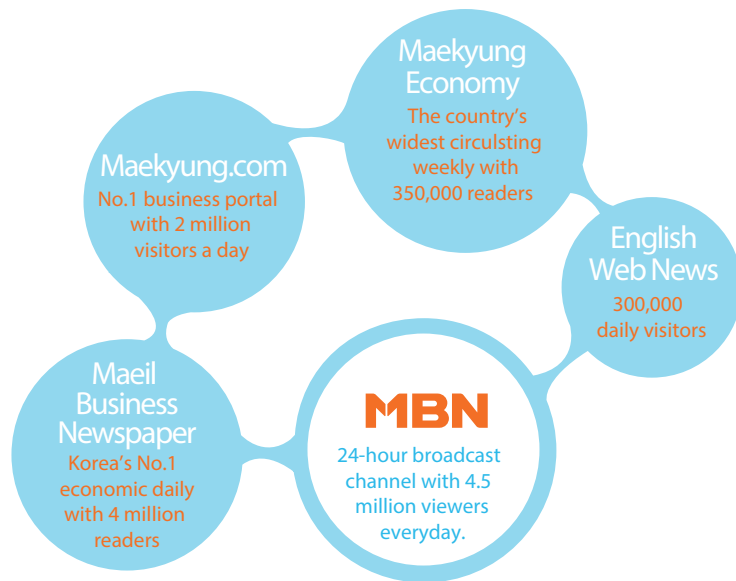 Maekyung
Economy
The country's
widest circulsting
weekly with
350,000 readers
Maekyung.com
No.1 business portal
with 2 million
visitors a day
English
Web News
300,000
daily visitors
Maeil
Business
Newspaper
Korea's No.1
economic daily
with 4 million
readers
MBN
24-hour broadcast
channel with 4.5
million viewers
everyday.